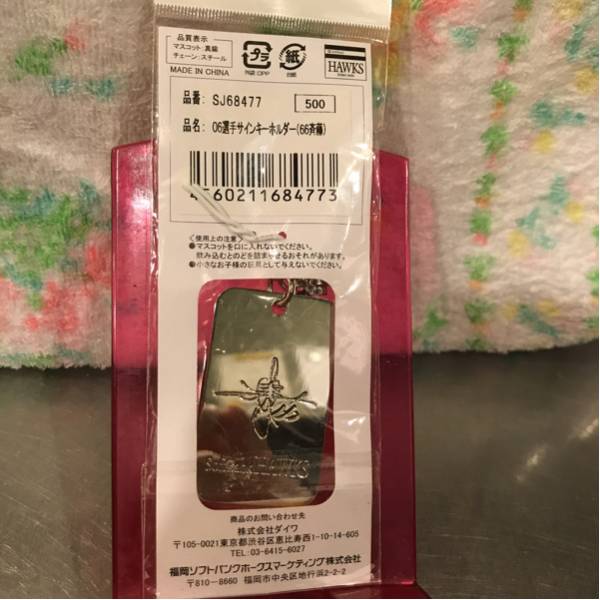 品質表示
マスコット:真鍮
チェーン:スチール
MADE IN CHINA
プラ
外袋:OPP
紙
台紙
HAWKS
品番: SJ68477
500
品名: 06選手サインキーホルダー(66斉藤)
4560211684773
<使用上の注意>
●マスコットを口に入れないでください。
飲み込むとのどを詰まらせるおそれがあります。
●小さなお子様の玩具として与えないでください。
HAWKS
商品のお問い合わせ先
株式会社ダイワ
〒105-0021東京都渋谷区恵比寿西1-10-14-605
TEL:03-6415-6027
福岡ソフトバンクホークスマーケティング株式会社
〒810-8660 福岡市中央区地行浜2-2-2